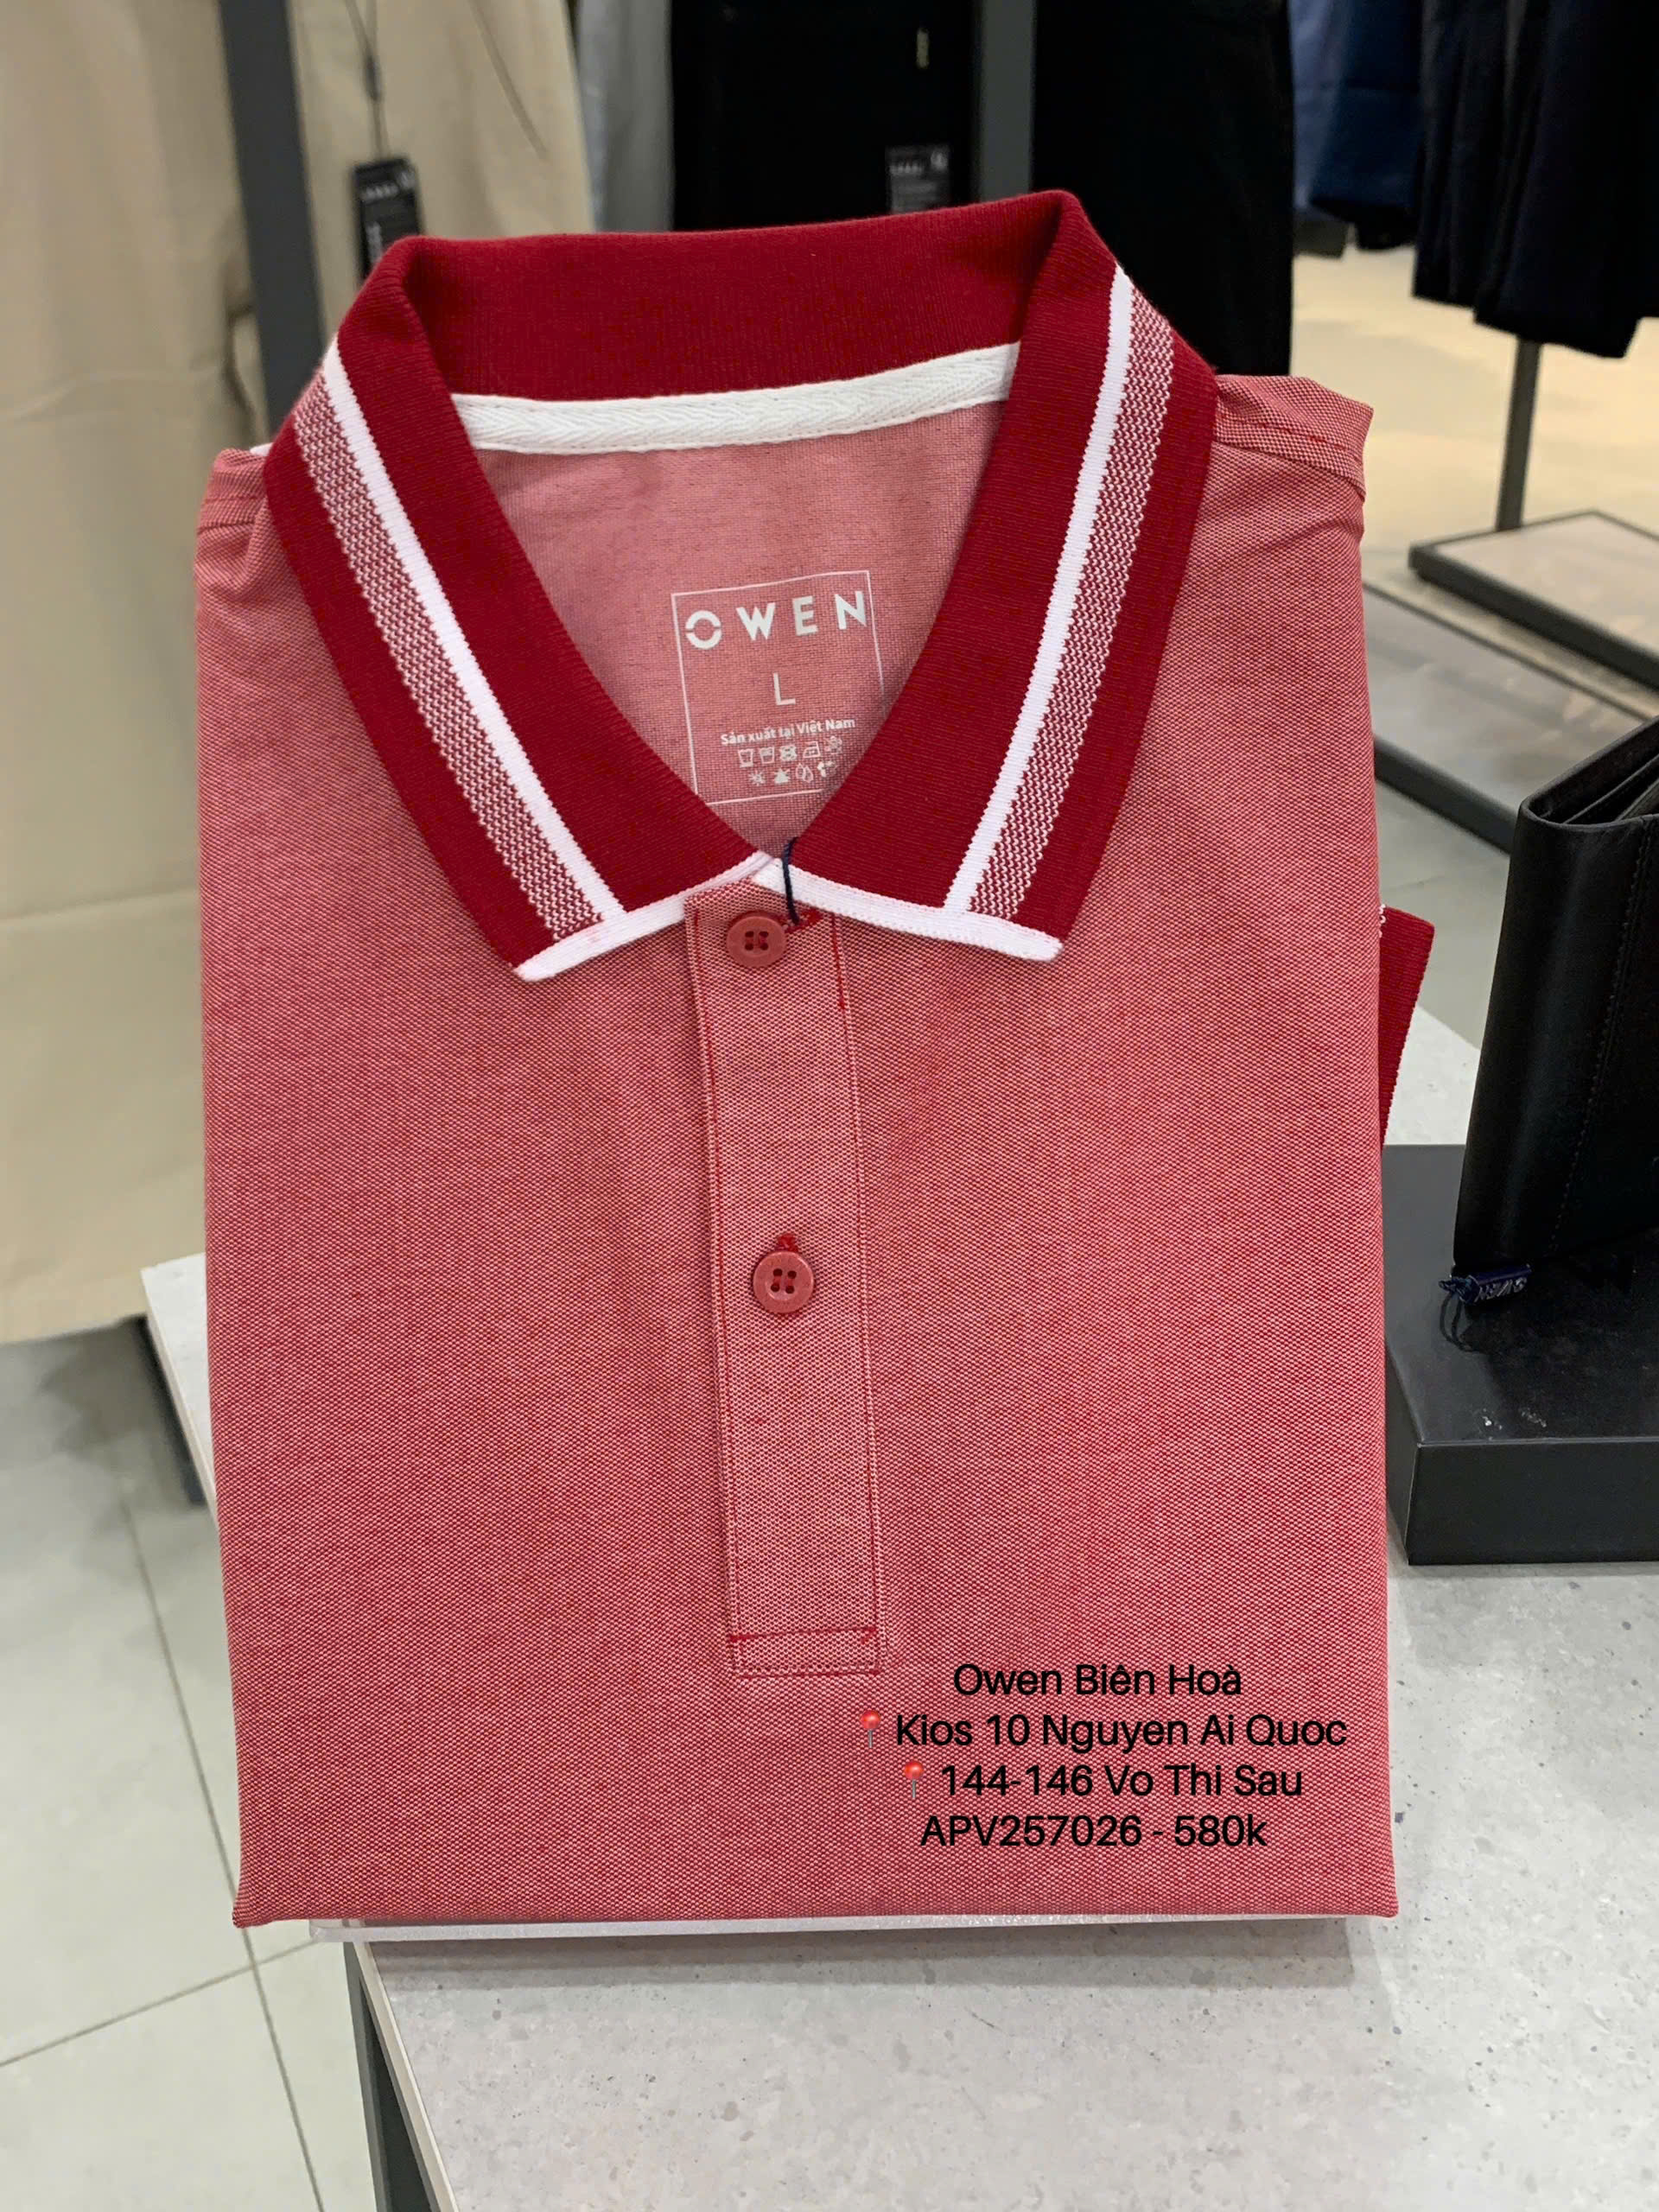 OWEN
L
Sản xuất tại Việt Nam
Owen Biên Hoà
📍Kios 10 Nguyen Ai Quoc
📍144-146 Vo Thi Sau
APV257026 - 580k
OWEN